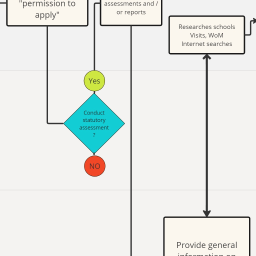 "permission to
apply"
assessments and /
or reports
Researches schools
Visits, WoM
Internet searches
Yes
Conduct
statutory
assessment
?
NO
Provide general
information on